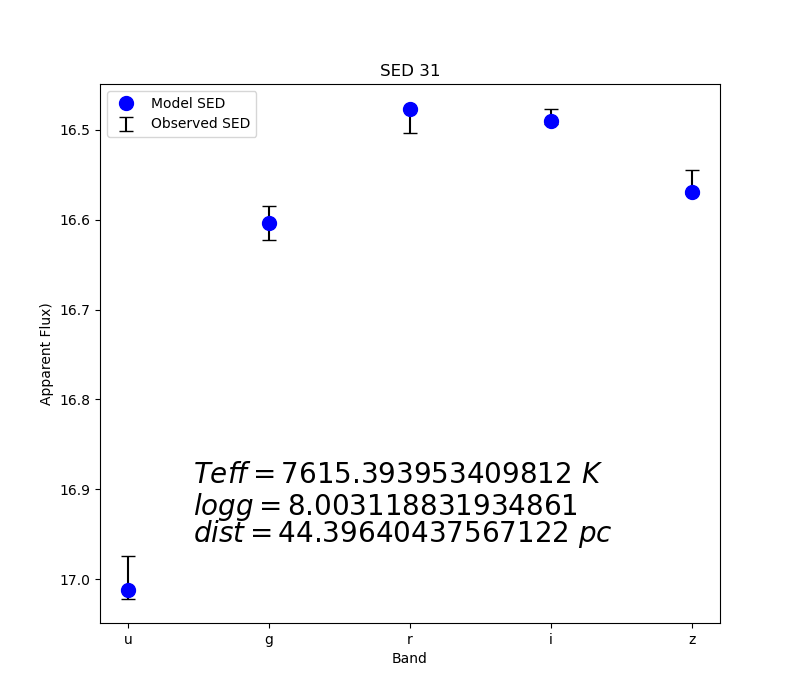 SED 31
Model SED
Observed SED
16.5
16.6
16.7
16.8
16.9
17.0
Apparent Flux)
Teff = 7615.393953409812 K
logg = 8.003118831934861
dist = 44.39640437567122 pc
u g r i z
Band